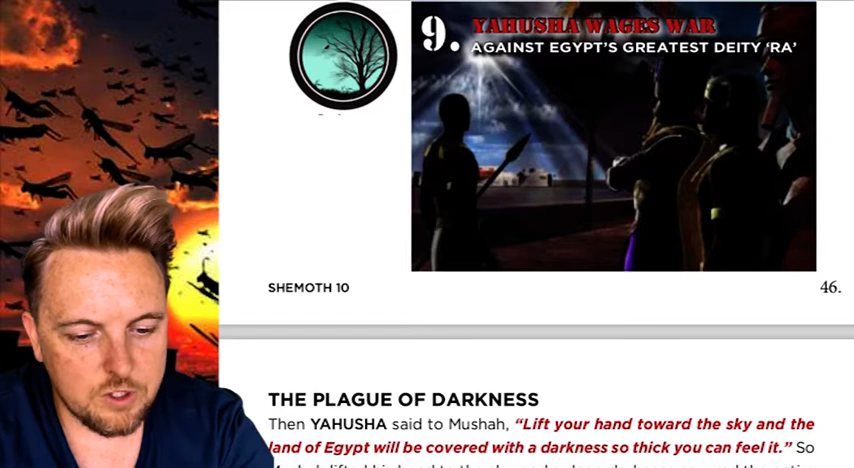 9. YAHUSHA WAGES WAR
AGAINST EGYPT'S GREATEST DEITY 'RA'
SHEMOTH 10
46.
THE PLAGUE OF DARKNESS
Then YAHUSHA said to Mushah, "Lift your hand toward the sky and the
land of Egypt will be covered with a darkness so thick you can feel it." So